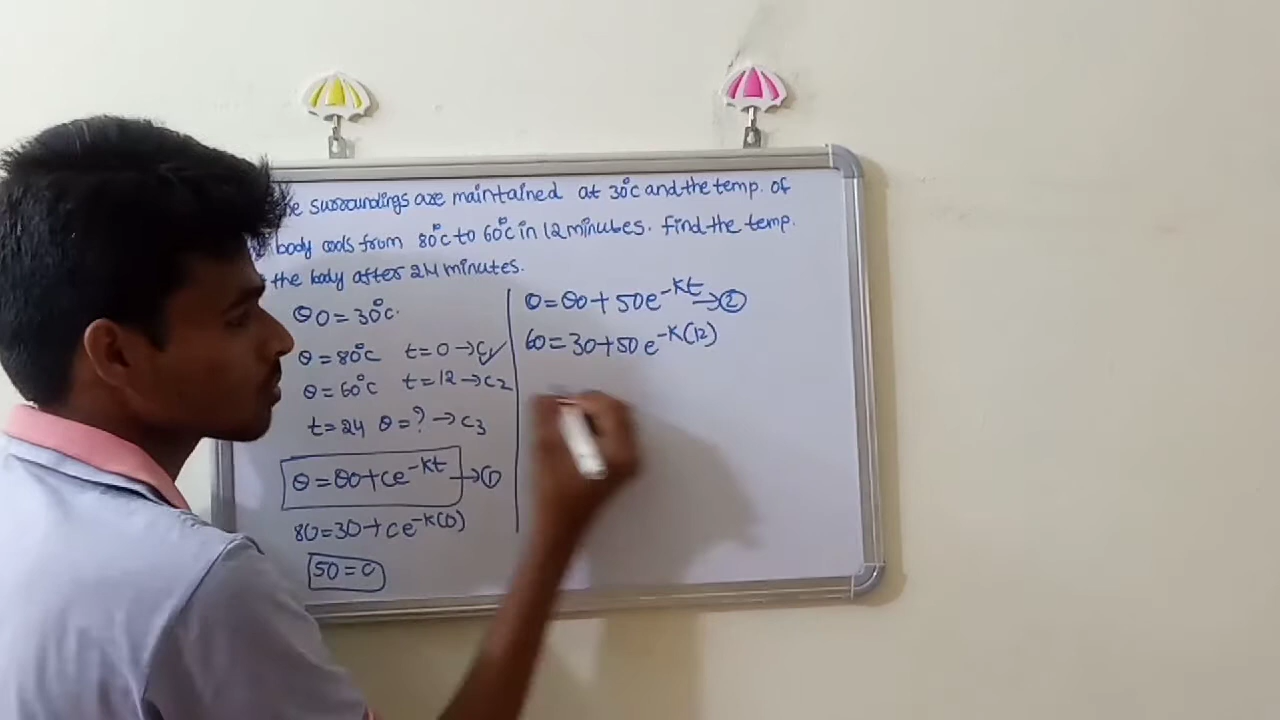 he surroundings are maintained at 30°c and the temp. of
body cools from 80°c to 60°c in 12 minutes. find the temp.
the body after 24 minutes.
θ0=30°c.
θ=80°c t=0→c1✓
θ=60°c t=12→c2
t=24 θ=?→c3
θ=θ0+ce^-kt→①
80=30+ce^-k(0)
50=c
θ=θ0+50e^-kt→②
60=30+50e^-k(12)